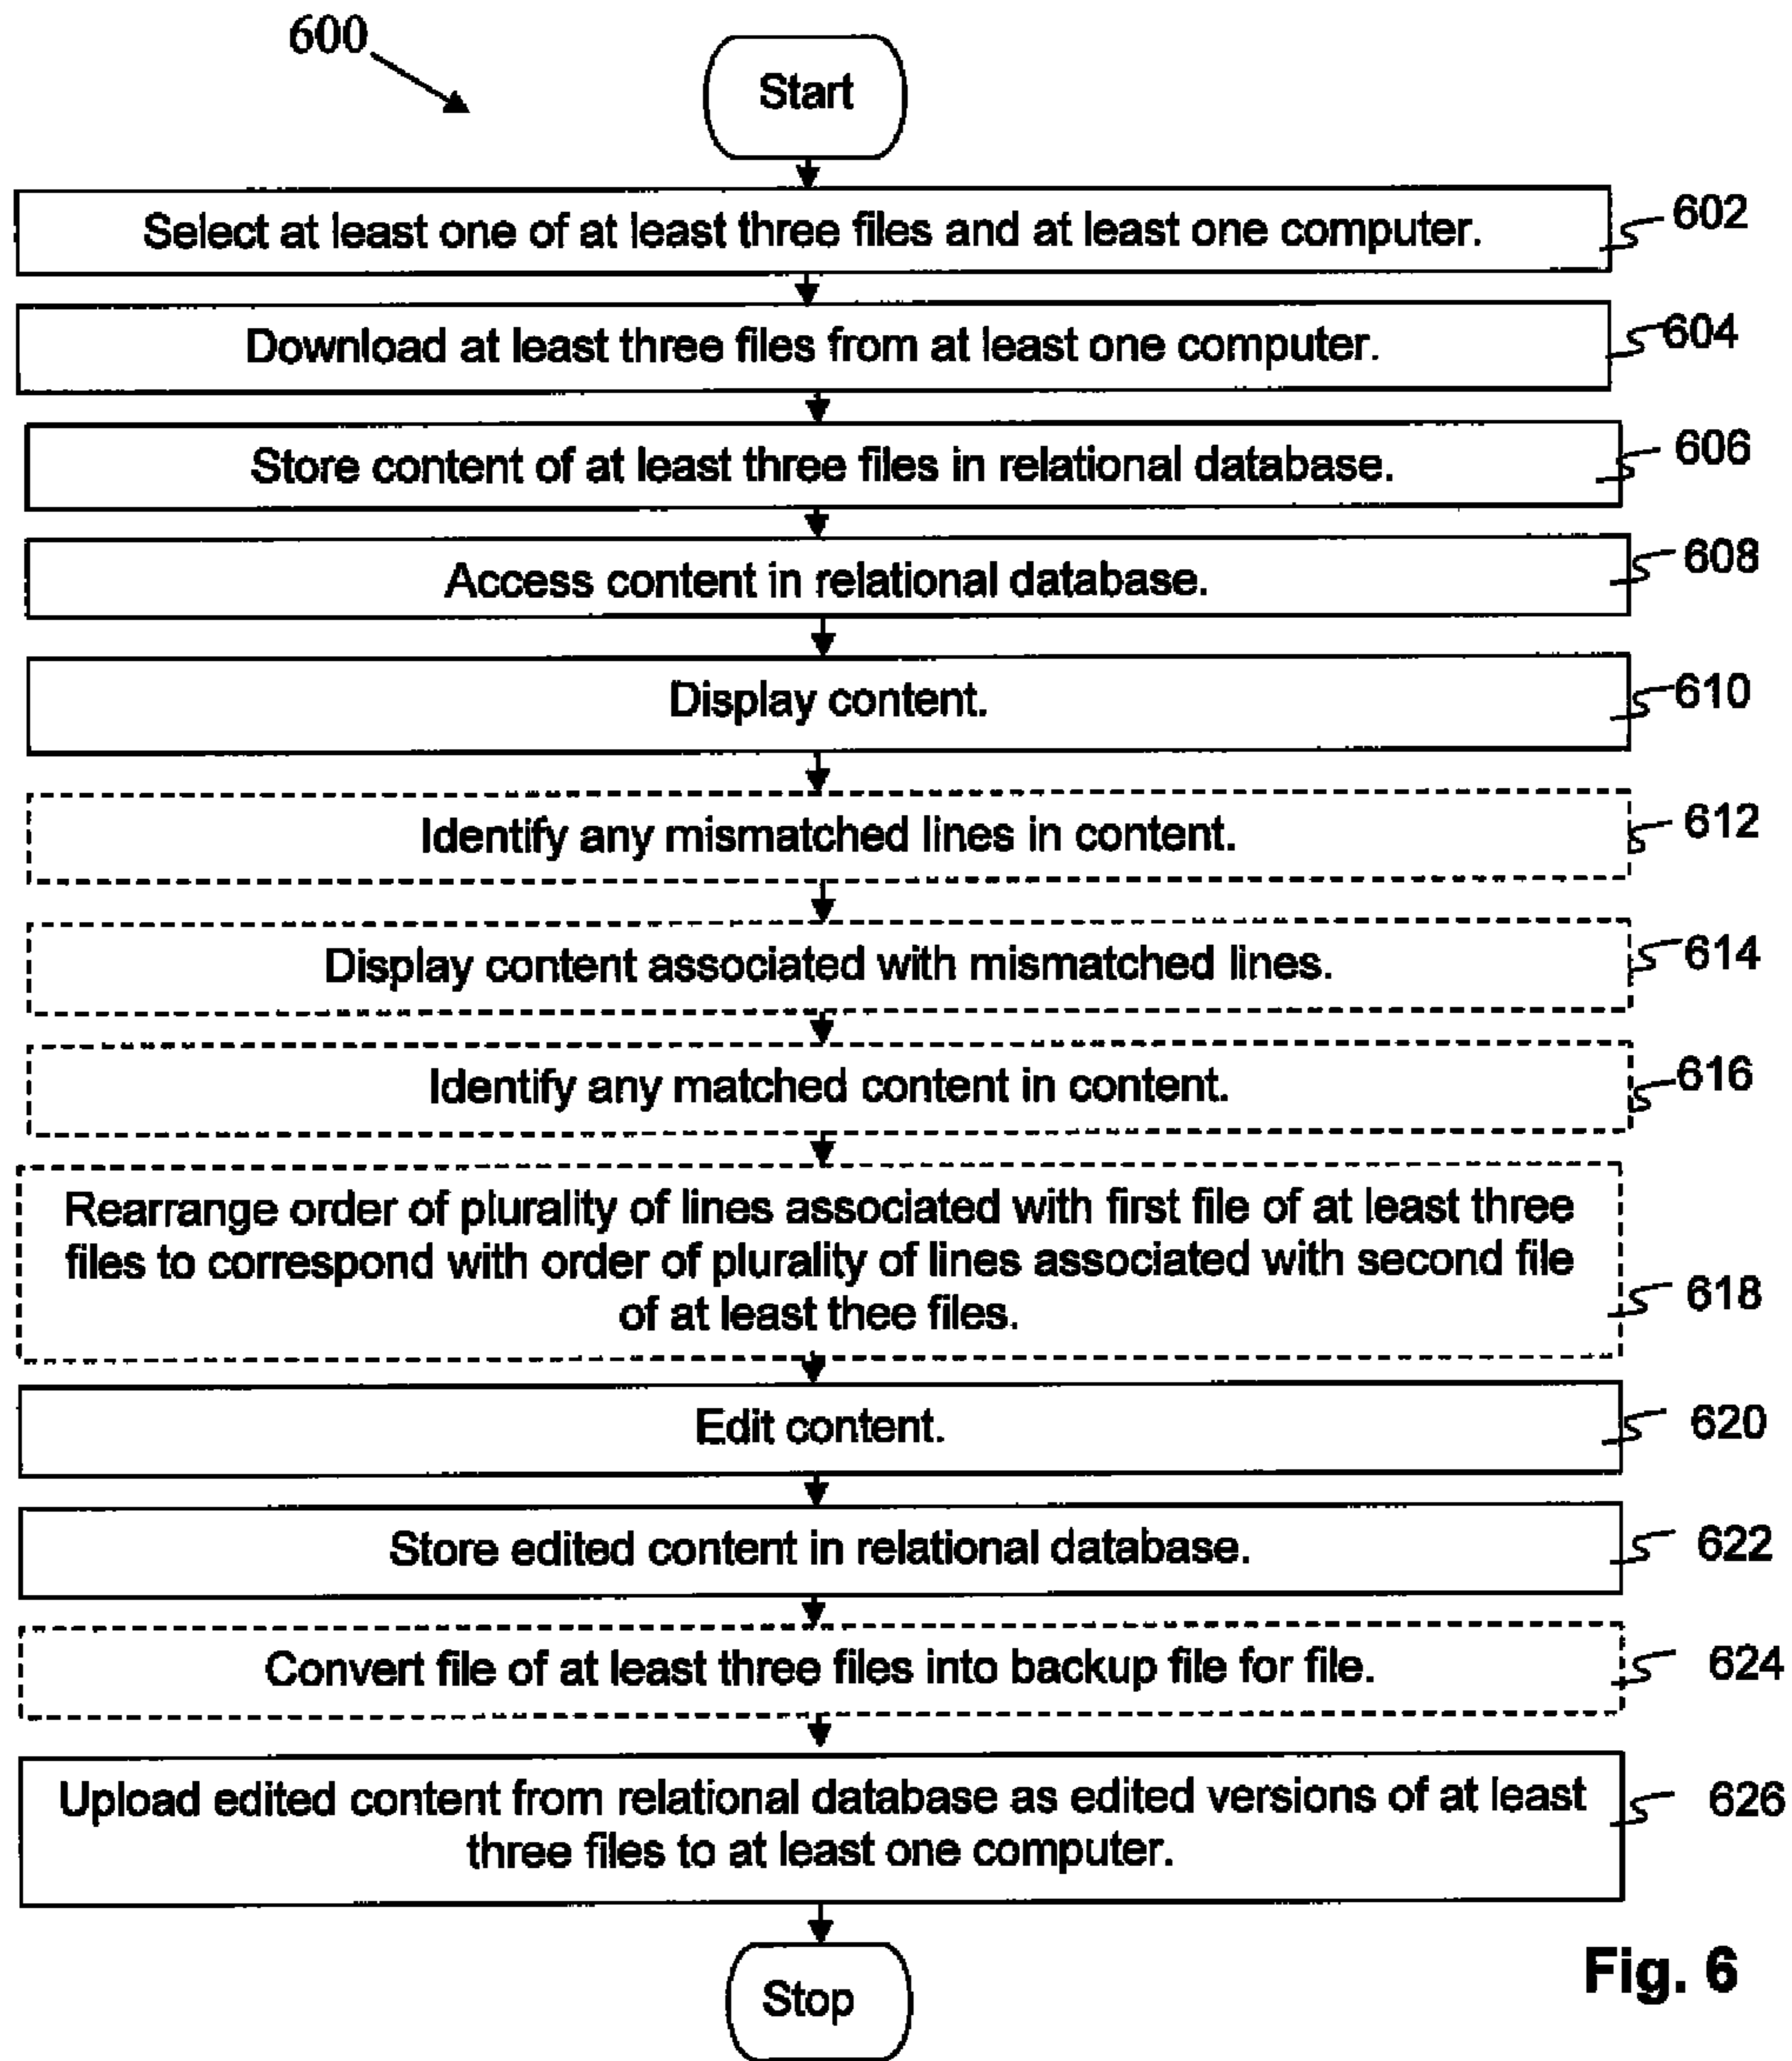 600
Start
Select at least one of at least three files and at least one computer.
602
Download at least three files from at least one computer.
604
Store content of at least three files in relational database.
606
Access content in relational database.
608
Display content.
610
Identify any mismatched lines in content.
612
Display content associated with mismatched lines.
614
Identify any matched content in content.
616
Rearrange order of plurality of lines associated with first file of at least three
files to correspond with order of plurality of lines associated with second file
of at least thee files.
618
Edit content.
620
Store edited content in relational database.
622
Convert file of at least three files into backup file for file.
624
Upload edited content from relational database as edited versions of at least
three files to at least one computer.
626
Stop
Fig. 6